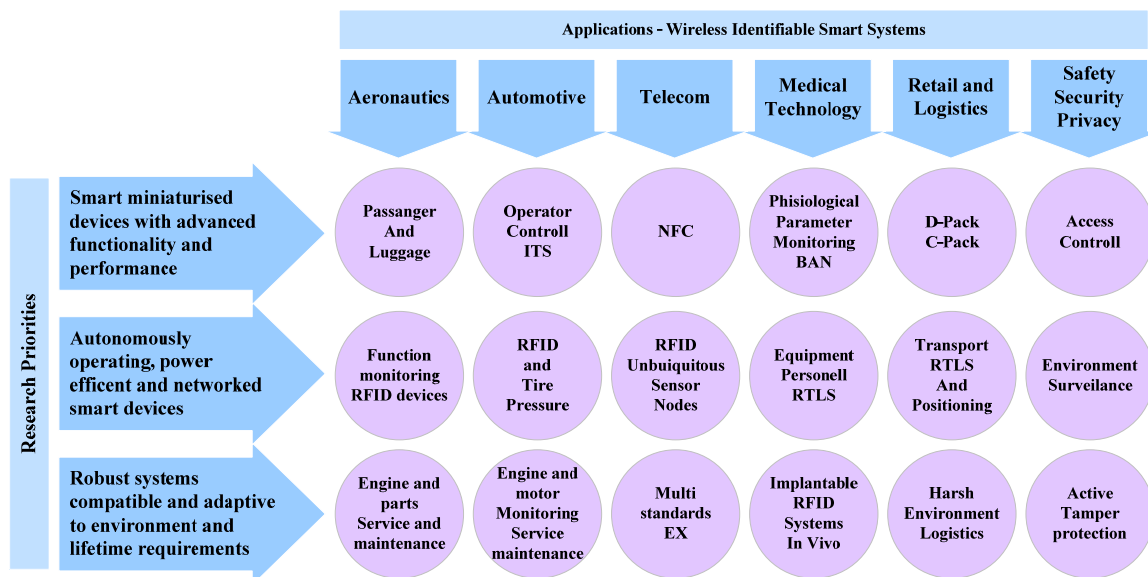 Applications - Wireless Identifiable Smart Systems
Aeronautics
Automotive
Telecom
Medical
Technology
Retail and
Logistics
Safety
Security
Privacy
Research Priorities
Smart miniaturised
devices with advanced
functionality and
performance
Passanger
And
Luggage
Operator
Controll
ITS
NFC
Phisiological
Parameter
Monitoring
BAN
D-Pack
C-Pack
Access
Controll
Autonomously
operating, power
efficent and networked
smart devices
Function
monitoring
RFID devices
RFID
and
Tire
Pressure
RFID
Unbuiquitous
Sensor
Nodes
Equipment
Personell
RTLS
Transport
RTLS
And
Positioning
Environment
Surveilance
Robust systems
compatible and adaptive
to environment and
lifetime requirements
Engine and
parts
Service and
maintenance
Engine and
motor
Monitoring
Service
maintenance
Multi
standards
EX
Implantable
RFID
Systems
In Vivo
Harsh
Environment
Logistics
Active
Tamper
protection